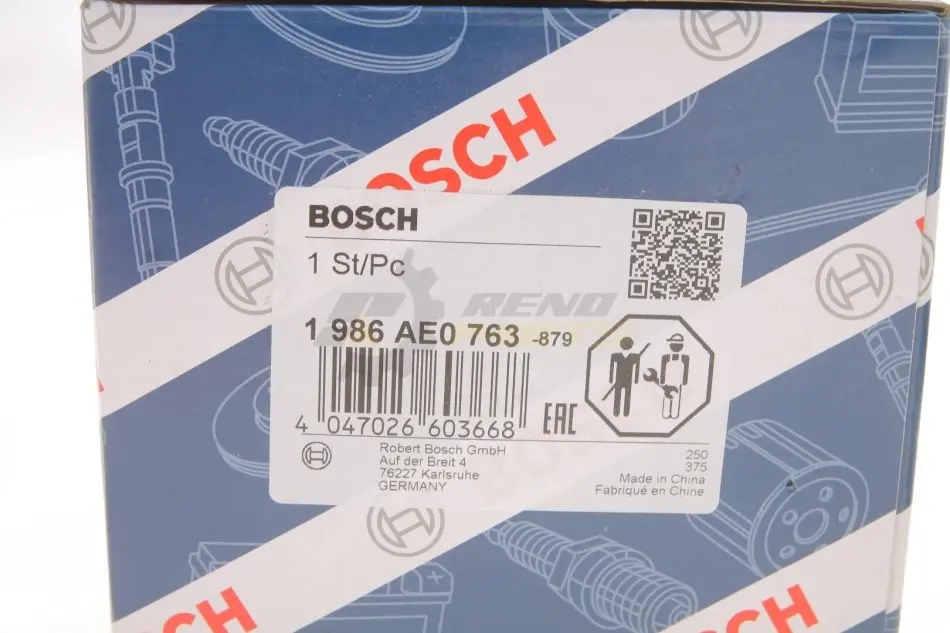 BOSCH
BOSCH
1 St/Pc
RENO
1 986 AE0 763 -879
4 047026 603668
EAC
Robert Bosch GmbH
Auf der Breit 4
76227 Karlsruhe
GERMANY
250
375
Made in China
Fabriqué en Chine
BOSCH
BOSCH